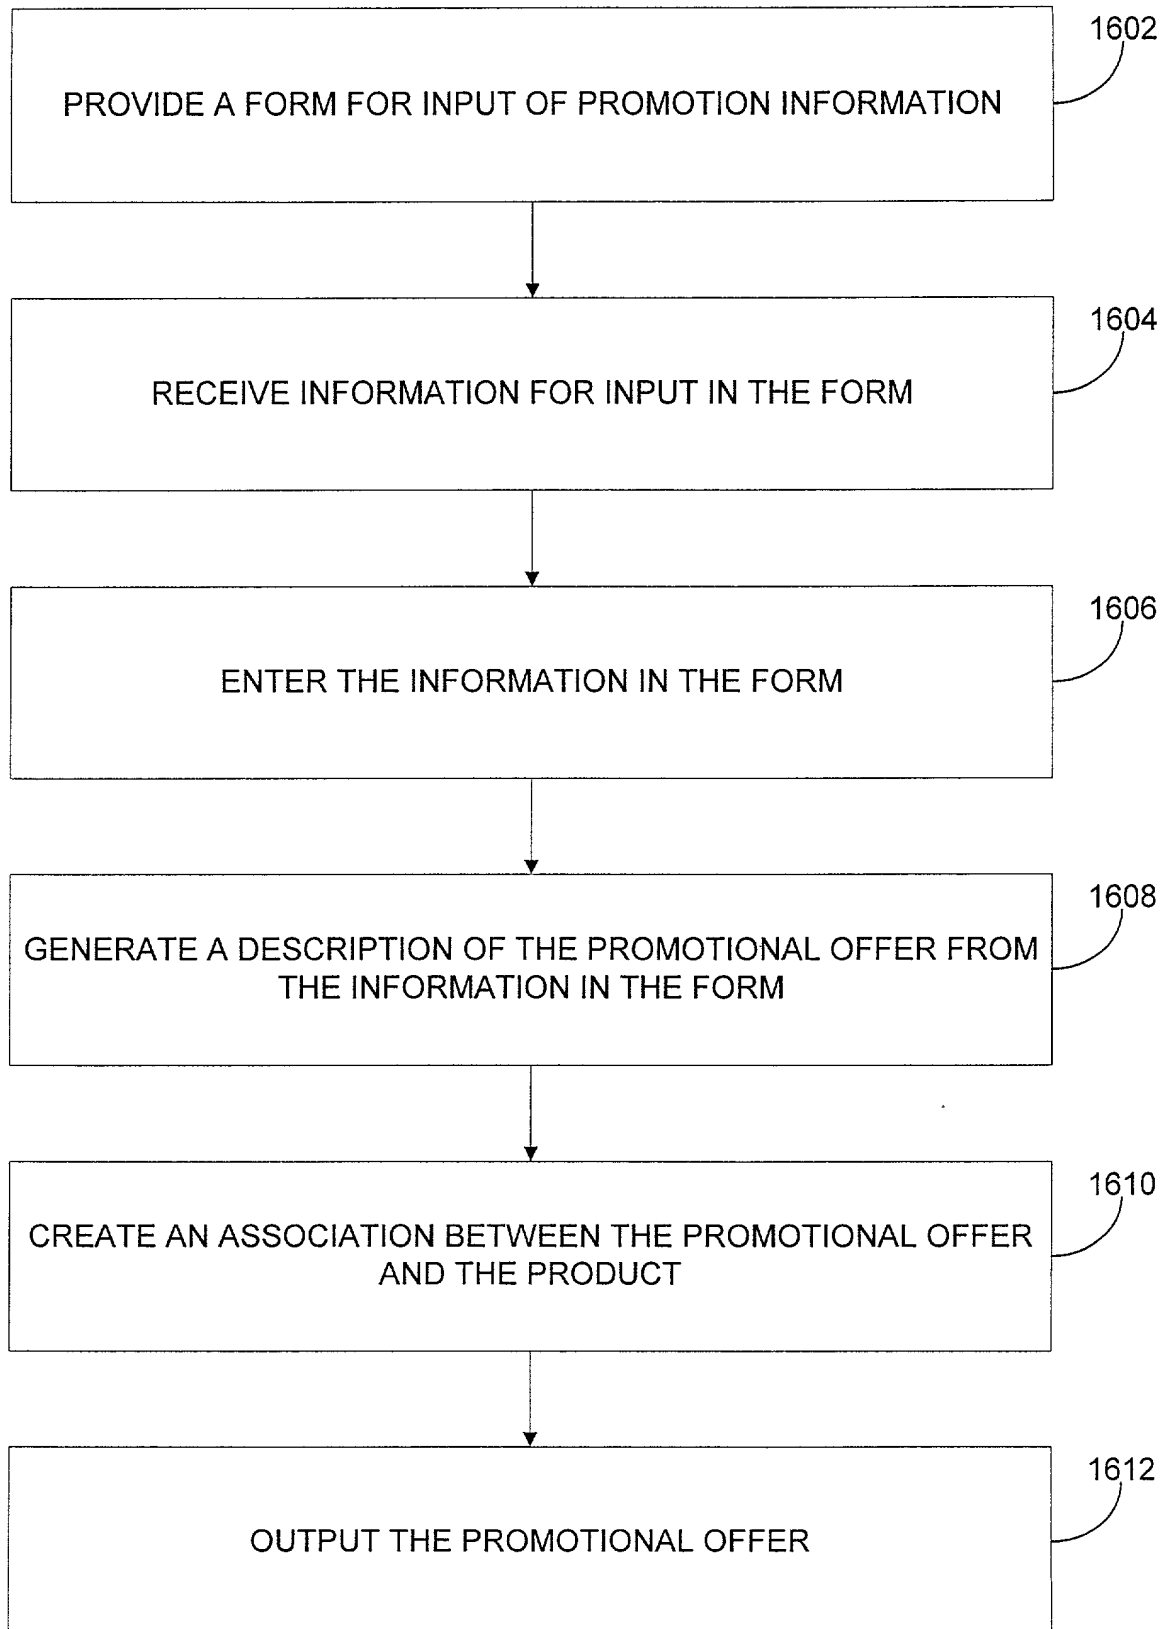 1602
PROVIDE A FORM FOR INPUT OF PROMOTION INFORMATION
1604
RECEIVE INFORMATION FOR INPUT IN THE FORM
1606
ENTER THE INFORMATION IN THE FORM
1608
GENERATE A DESCRIPTION OF THE PROMOTIONAL OFFER FROM
THE INFORMATION IN THE FORM
1610
CREATE AN ASSOCIATION BETWEEN THE PROMOTIONAL OFFER
AND THE PRODUCT
1612
OUTPUT THE PROMOTIONAL OFFER